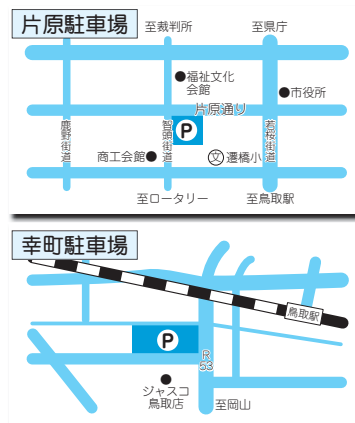 片原駐車場
至裁判所
至県庁
福祉文化
会館
市役所
片原通り
鹿野街道
智頭街道
若桜街道
P
商工会館
文
遷橋小
至ロータリー
至鳥取駅
幸町駐車場
鳥取駅
P
R
53
ジャスコ
鳥取店
至岡山